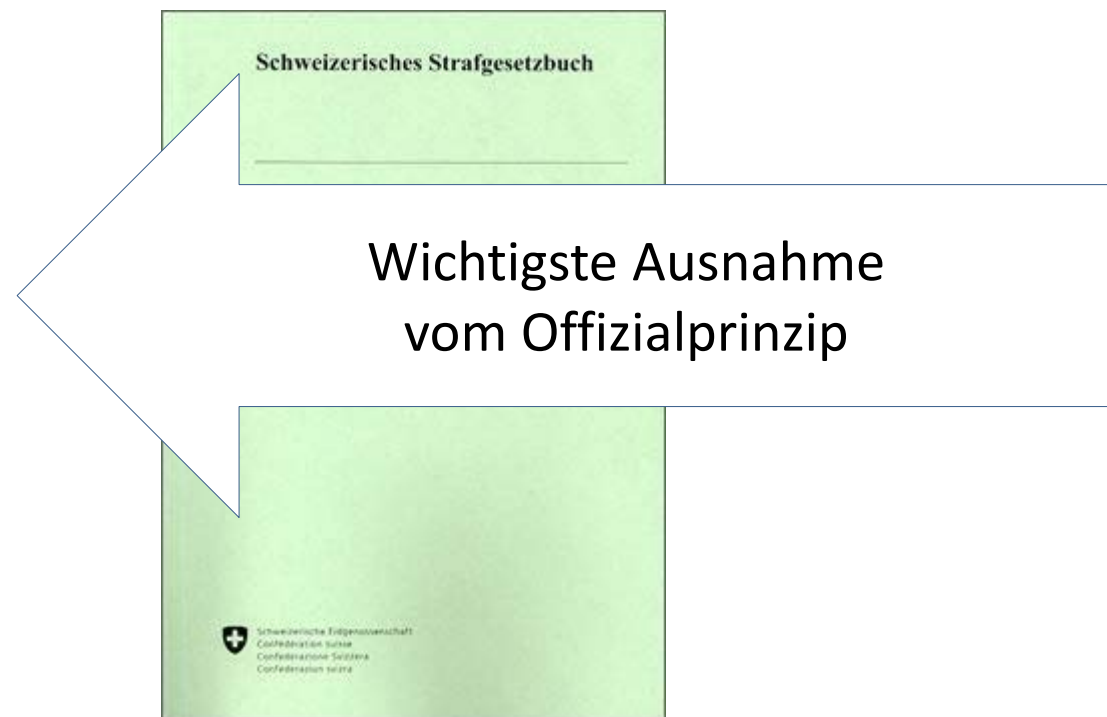 Schweizerisches Strafgesetzbuch
Wichtigste Ausnahme
vom Offizialprinzip
Schweizerische Eidgenossenschaft
Confédération suisse
Confederazione Svizzera
Confederaziun svizra